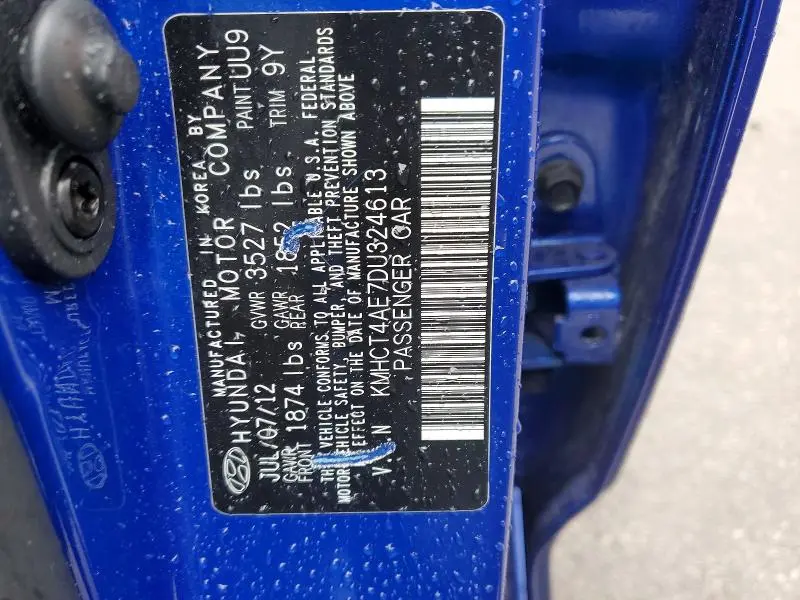 MANUFACTURED IN KOREA BY
HYUNDAI MOTOR COMPANY
JUL/07/12 GVWR 3527 lbs PAINT UU9
GAWR FRONT 1874 lbs GAWR REAR 1852 lbs TRIM 9Y
THIS VEHICLE CONFORMS TO ALL APPLICABLE U.S.A. FEDERAL
MOTOR VEHICLE SAFETY, BUMPER, AND THEFT PREVENTION STANDARDS
IN EFFECT ON THE DATE OF MANUFACTURE SHOWN ABOVE
V.I.N KMHCT4AE7DU324613
PASSENGER CAR